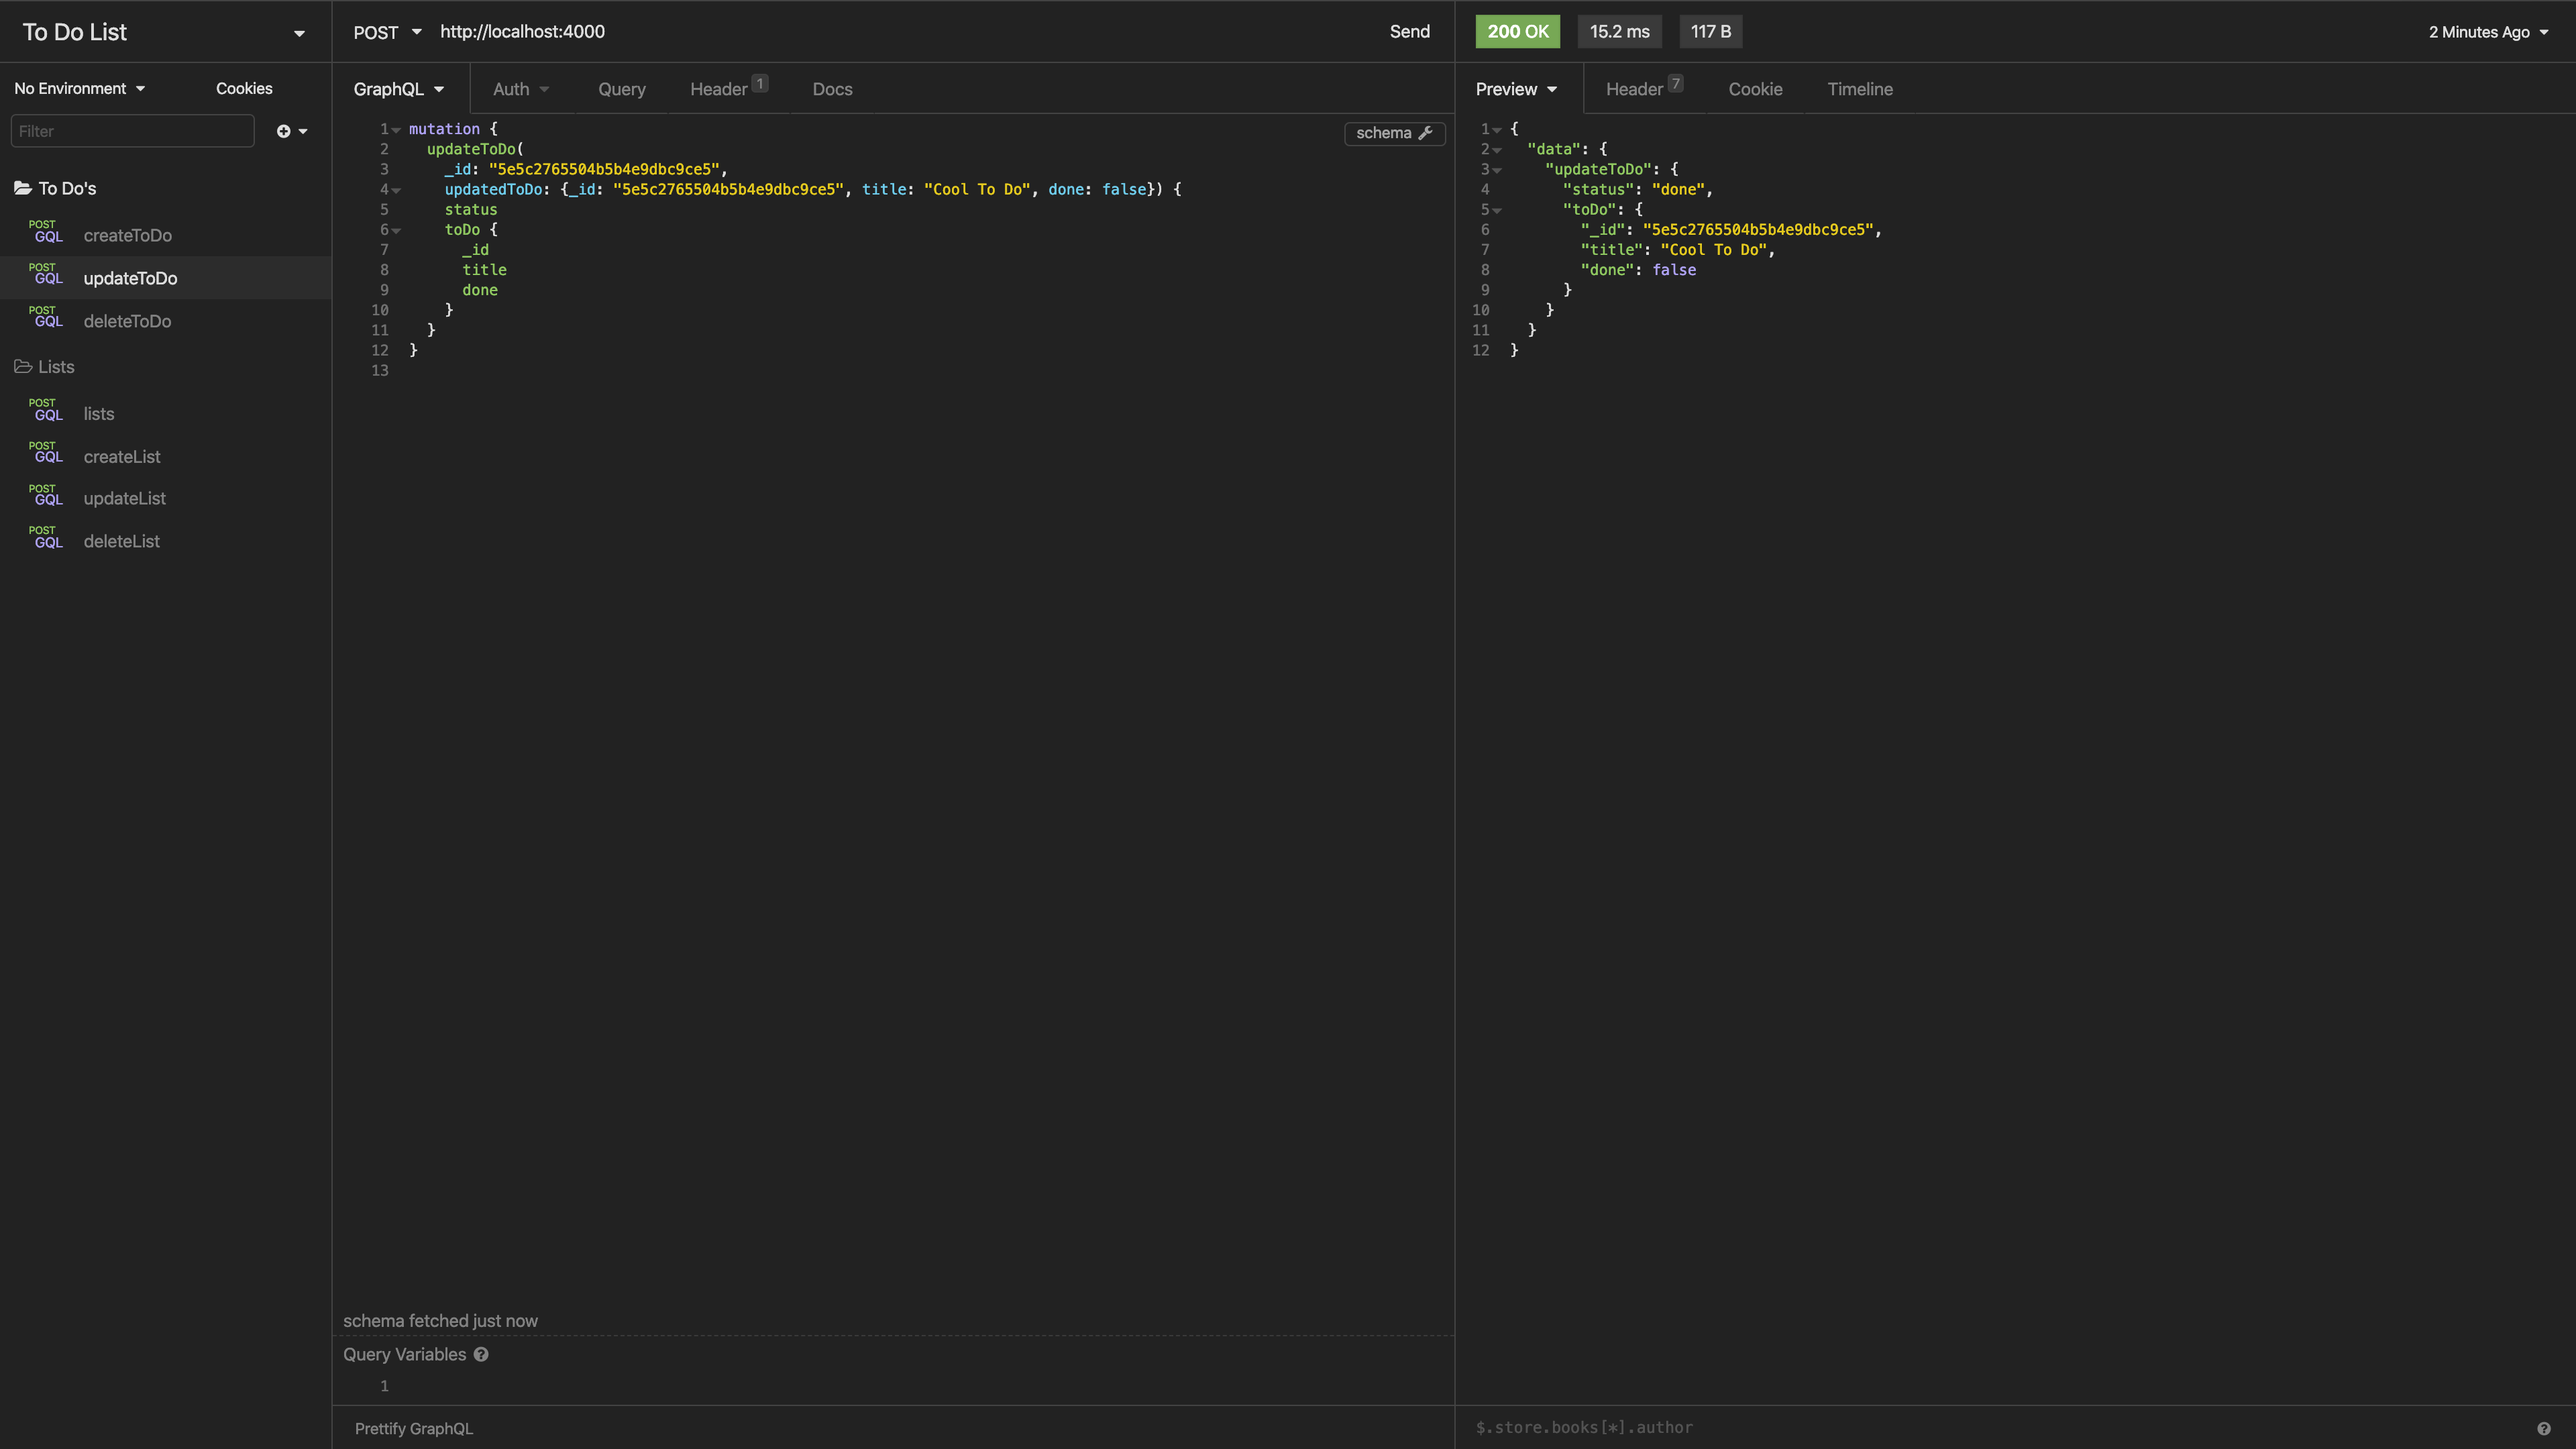 To Do List
No Environment
Cookies
Filter
To Do's
POST
GQL createToDo
POST
GQL updateToDo
POST
GQL deleteToDo
Lists
POST
GQL lists
POST
GQL createList
POST
GQL updateList
POST
GQL deleteList
POST http://localhost:4000 Send
GraphQL Auth Query Header 1 Docs
schema
1 mutation {
2 updateToDo(
3 _id: "5e5c2765504b5b4e9dbc9ce5",
4 updatedToDo: {_id: "5e5c2765504b5b4e9dbc9ce5", title: "Cool To Do", done: false}) {
5 status
6 toDo {
7 _id
8 title
9 done
10 }
11 }
12 }
13
schema fetched just now
Query Variables
1
Prettify GraphQL
200 OK 15.2 ms 117 B 2 Minutes Ago
Preview Header 7 Cookie Timeline
1 {
2 "data": {
3 "updateToDo": {
4 "status": "done",
5 "toDo": {
6 "_id": "5e5c2765504b5b4e9dbc9ce5",
7 "title": "Cool To Do",
8 "done": false
9 }
10 }
11 }
12 }
$.store.books[*].author